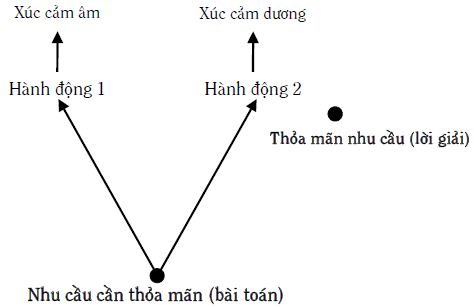 Xúc cảm âm
Xúc cảm dương
Hành động 1
Hành động 2
Thỏa mãn nhu cầu (lời giải)
Nhu cầu cần thỏa mãn (bài toán)